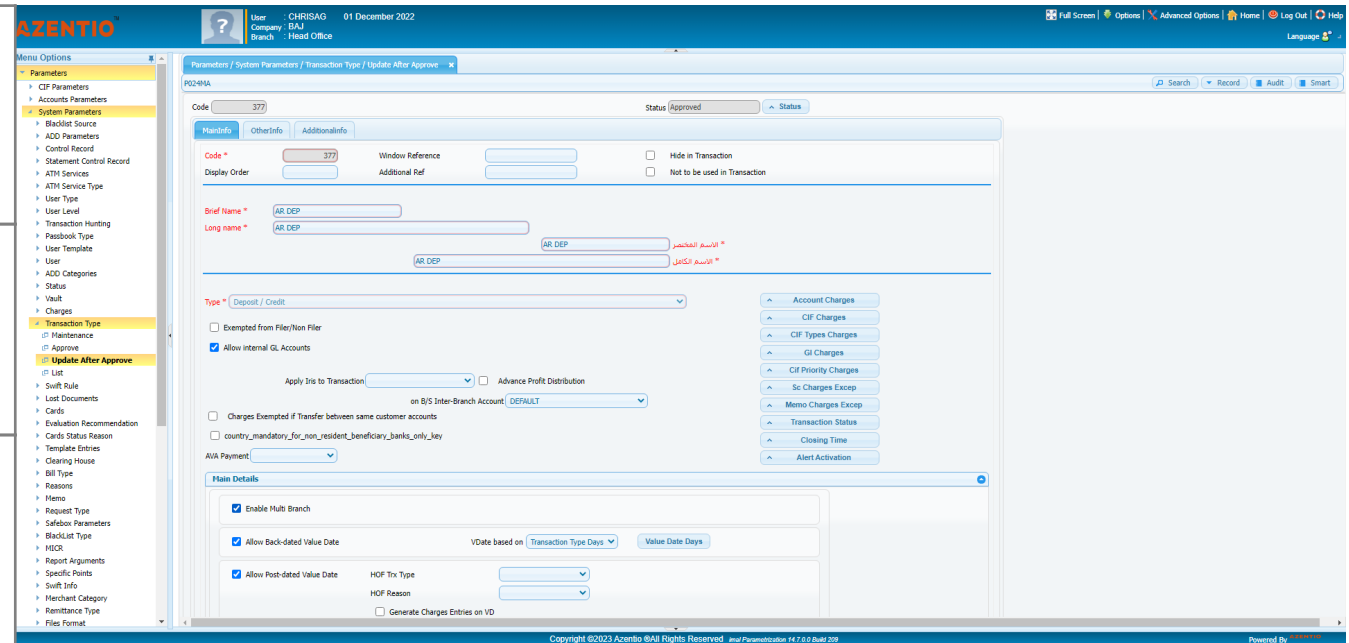 AZENTIO
User : CHRISAG 01 December 2022
Company : BAJ
Branch : Head Office
Full Screen | Options | Advanced Options | Home | Log Out | Help
Language
Menu Options
Parameters
CIF Parameters
Accounts Parameters
System Parameters
Blacklist Source
ADD Parameters
Control Record
Statement Control Record
ATM Services
ATM Service Type
User Type
User Level
Transaction Hunting
Passbook Type
User Template
User
ADD Categories
Status
Vault
Charges
Transaction Type
Maintenance
Approve
Update After Approve
List
Swift Rule
Lost Documents
Cards
Evaluation Recommendation
Cards Status Reason
Template Entries
Clearing House
Bill Type
Reasons
Memo
Request Type
Safebox Parameters
BlackList Type
MICR
Report Arguments
Specific Points
Swift Info
Merchant Category
Remittance Type
Files Format
Parameters / System Parameters / Transaction Type / Update After Approve x
P024MA
Search Record Audit Smart
Code 377 Status Approved Status
MainInfo OtherInfo AdditionalInfo
Code * 377 Window Reference Hide in Transaction
Display Order Additional Ref Not to be used in Transaction
Brief Name * AR DEP
Long name * AR DEP
AR DEP الاسم المختصر *
AR DEP الاسم الكامل *
Type * Deposit / Credit
Exempted from Filer/Non Filer
Allow internal GL Accounts
Apply Iris to Transaction Advance Profit Distribution
on B/S Inter-Branch Account DEFAULT
Charges Exempted if Transfer between same customer accounts
country_mandatory_for_non_resident_beneficiary_banks_only_key
AVA Payment
Account Charges
CIF Charges
CIF Types Charges
Gl Charges
Cif Priority Charges
Sc Charges Excep
Memo Charges Excep
Transaction Status
Closing Time
Alert Activation
Main Details
Enable Multi Branch
Allow Back-dated Value Date VDate based on Transaction Type Days Value Date Days
Allow Post-dated Value Date HOF Trx Type
HOF Reason
Generate Charges Entries on VD
Copyright ©2023 Azentio ®All Rights Reserved imal Parametrization 14.7.0.0 Build 209
Powered By AZENTIO